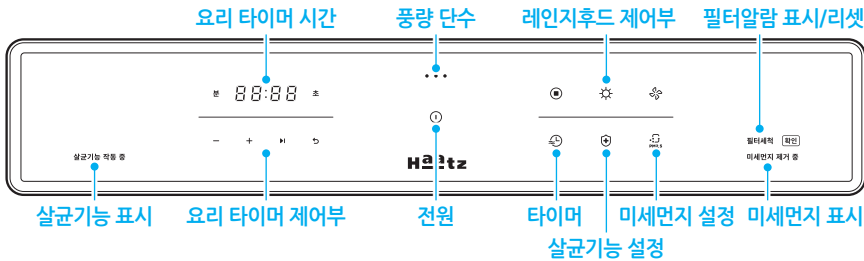 요리 타이머 시간 풍량 단수 레인지후드 제어부 필터알람 표시/리셋
분 88:88 초
필터세척 확인
살균기능 작동 중 Haatz PM2.5 미세먼지 제거 중
살균기능 표시 요리 타이머 제어부 전원 타이머 미세먼지 설정 미세먼지 표시
살균기능 설정